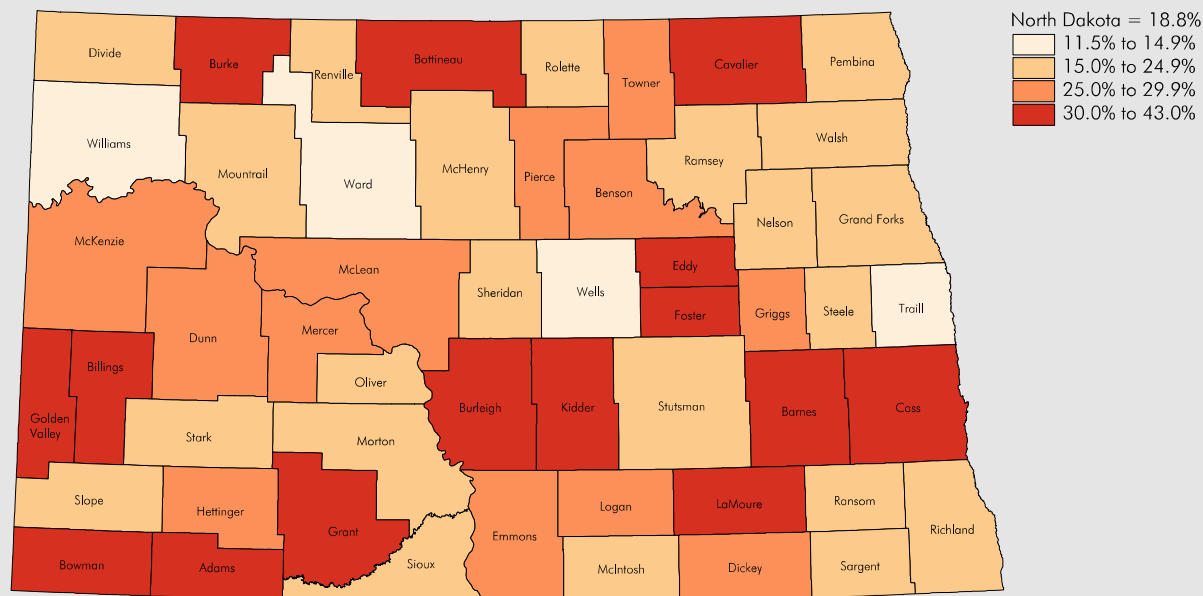 North Dakota = 18.8%
11.5% to 14.9%
15.0% to 24.9%
25.0% to 29.9%
30.0% to 43.0%
Divide
Burke
Renville
Bottineau
Rolette
Towner
Cavalier
Pembina
Williams
Mountrail
Ward
McHenry
Pierce
Benson
Ramsey
Walsh
Nelson
Grand Forks
McKenzie
McLean
Sheridan
Wells
Eddy
Foster
Griggs
Steele
Traill
Dunn
Mercer
Oliver
Billings
Golden
Valley
Burleigh
Kidder
Stutsman
Barnes
Cass
Stark
Morton
Slope
Hettinger
Grant
Emmons
Logan
LaMoure
Ransom
Richland
Bowman
Adams
Sioux
McIntosh
Dickey
Sargent